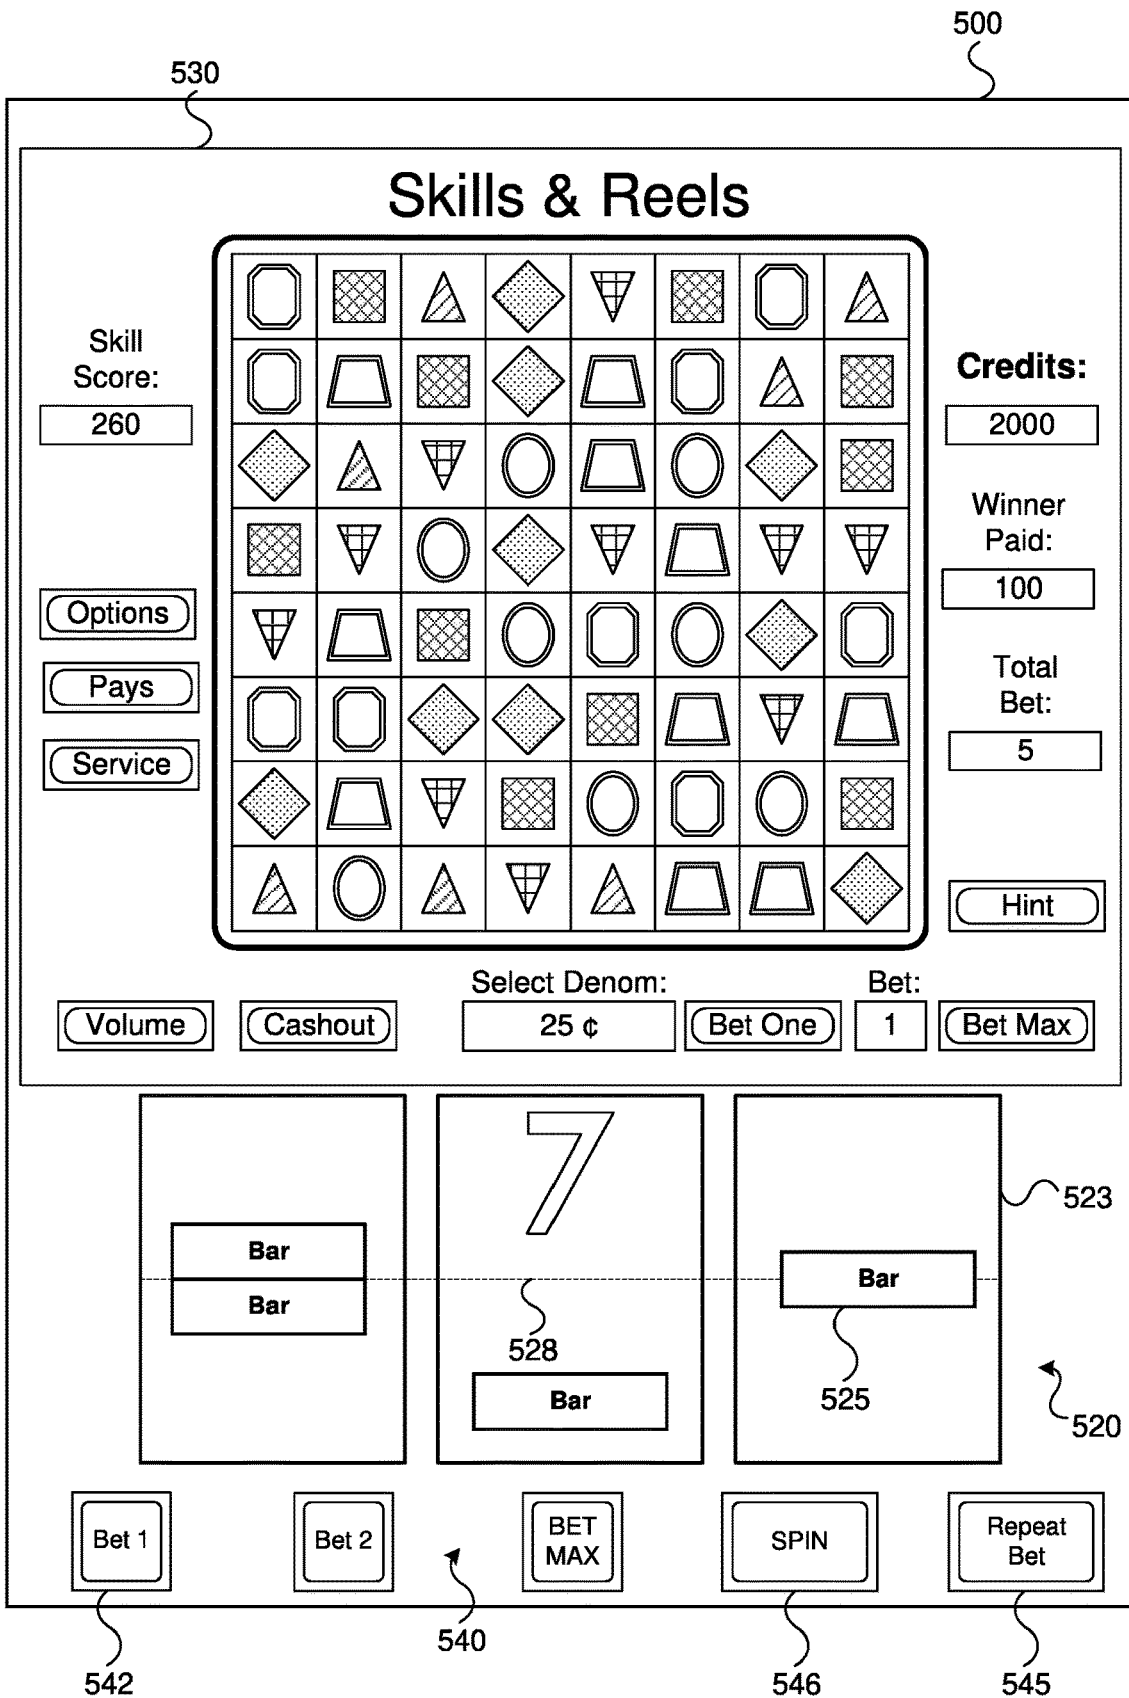 500
530
Skills & Reels
Skill
Score:
260
Credits:
2000
Winner
Paid:
100
Options
Total
Bet:
Pays
5
Service
Hint
Select Denom:
Bet:
Volume
Cashout
25 ¢
Bet One
1
Bet Max
7
523
Bar
Bar
Bar
528
Bar
525
520
Bet 1
Bet 2
BET
MAX
SPIN
Repeat
Bet
540
542
546
545